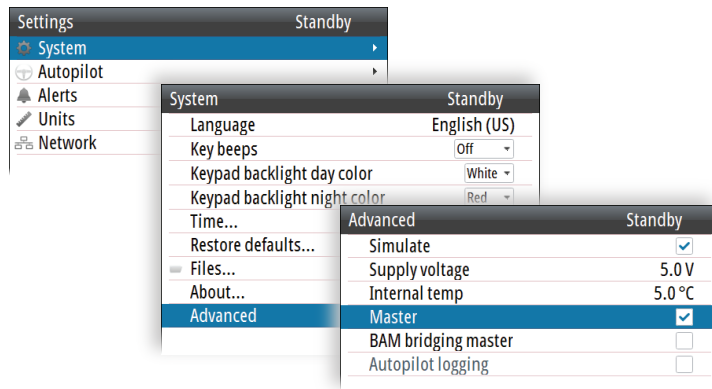 Settings Standby
System
Autopilot
Alerts
Units
Network
System Standby
Language English (US)
Key beeps Off
Keypad backlight day color White
Keypad backlight night color Red
Time...
Restore defaults...
Files...
About...
Advanced
Advanced Standby
Simulate
Supply voltage 5.0 V
Internal temp 5.0 °C
Master
BAM bridging master
Autopilot logging